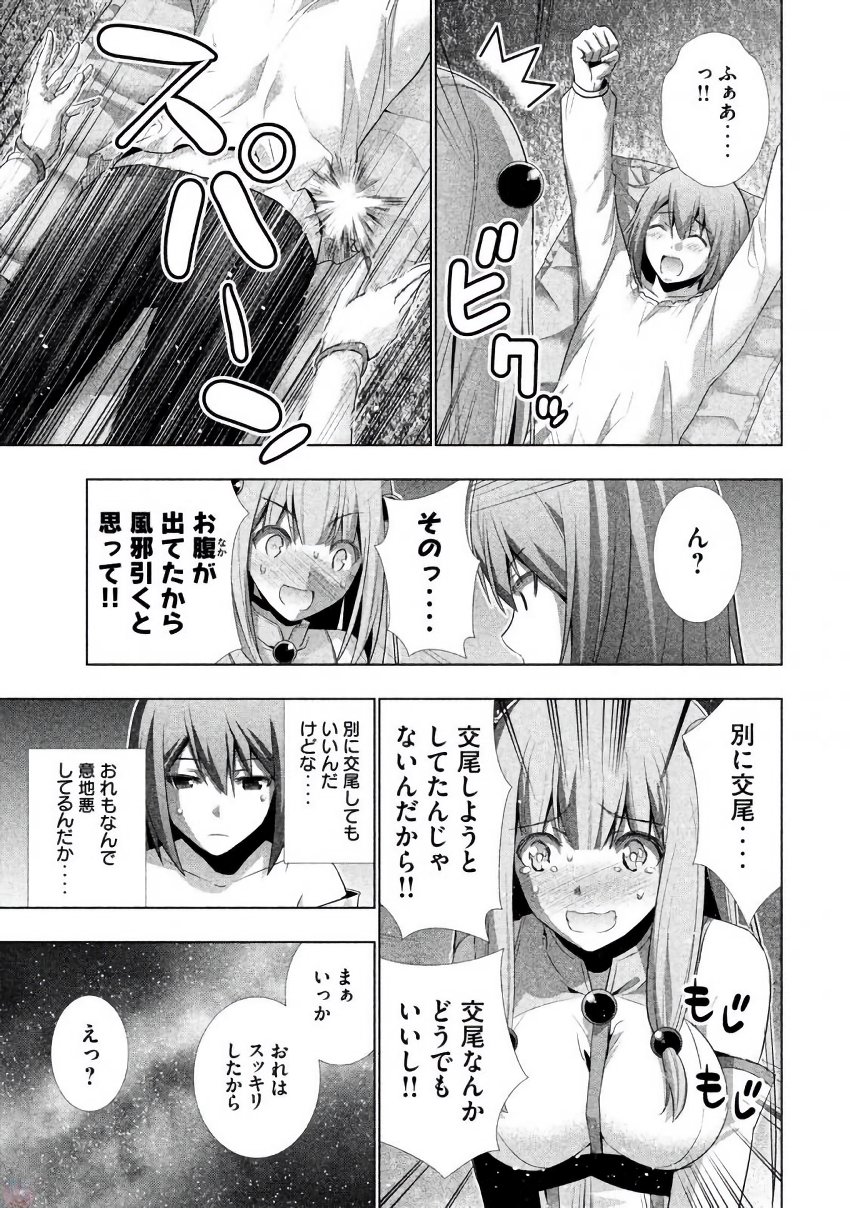 ふぁあ
‥‥
っ!!
ビクッ
スパーン
ん?
そのっ‥‥
お腹が
なか
出てたから
風邪引くと
思って!!
別に交尾‥‥
交尾しようと
してたんじゃ
ないんだから!!
交尾なんか
どうでも
いいし!!
もじ
もじ
別に交尾しても
いいんだ
けどな‥‥
おれもなんで
意地悪
してるんだか
‥‥
まぁ
いっか
おれは
スッキリ
したから
えっ?